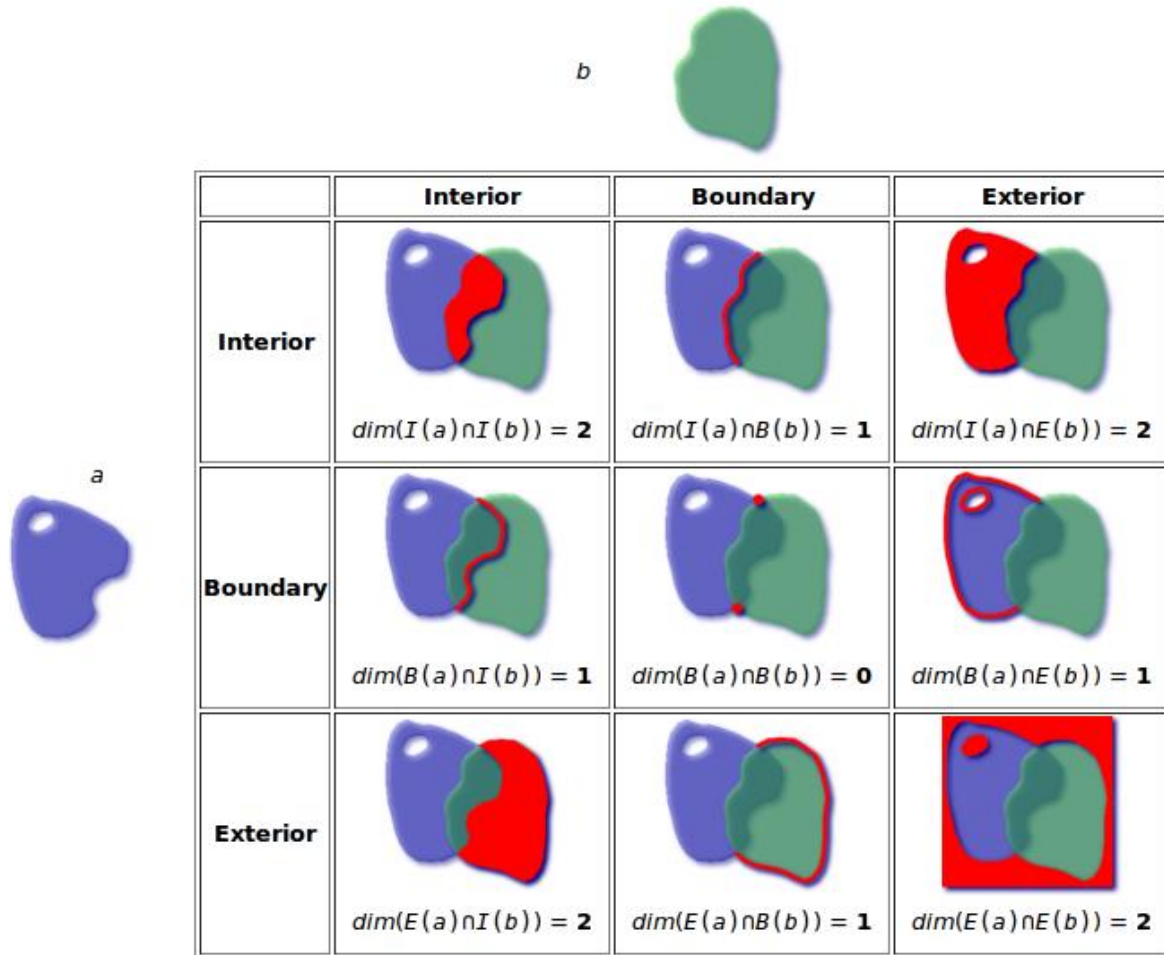 b
Interior Boundary Exterior
Interior
dim(I(a)∩I(b)) = 2 dim(I(a)∩B(b)) = 1 dim(I(a)∩E(b)) = 2
a
Boundary
dim(B(a)∩I(b)) = 1 dim(B(a)∩B(b)) = 0 dim(B(a)∩E(b)) = 1
Exterior
dim(E(a)∩I(b)) = 2 dim(E(a)∩B(b)) = 1 dim(E(a)∩E(b)) = 2